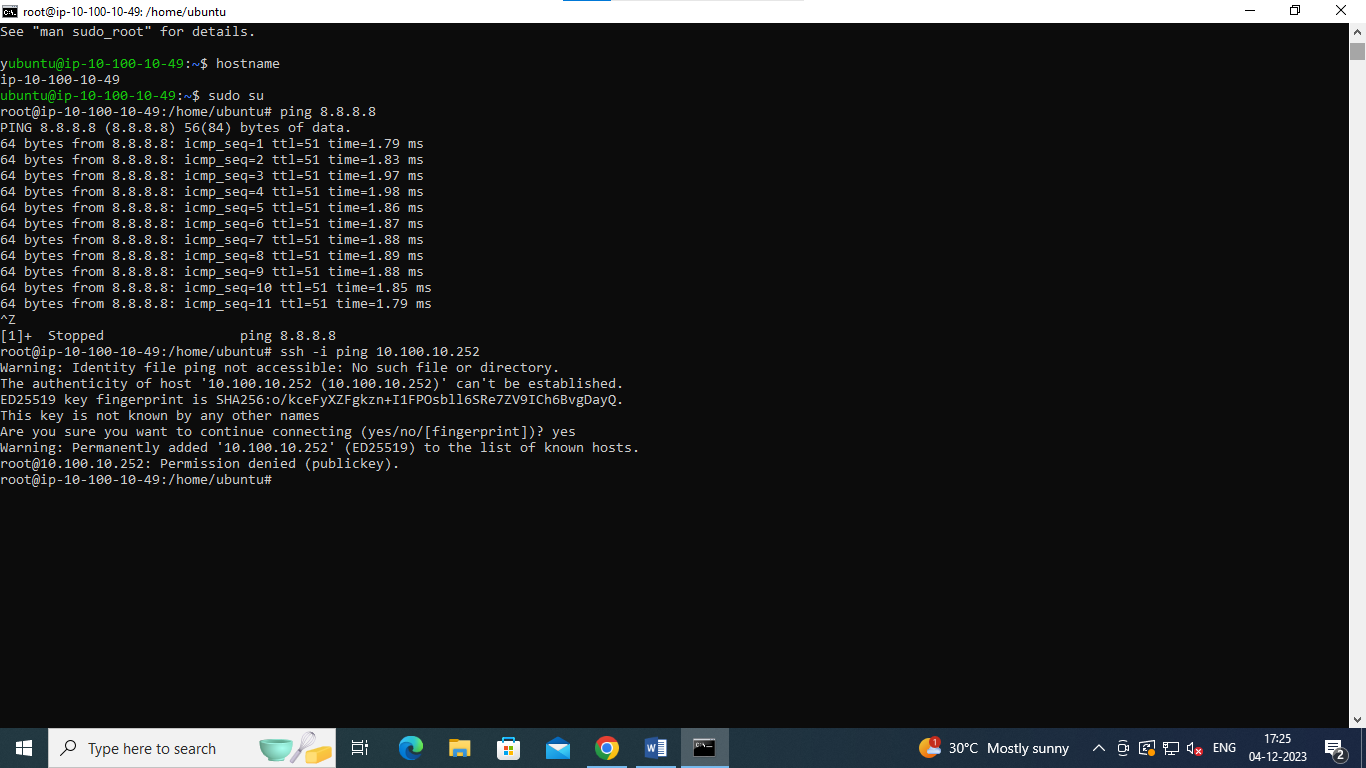 root@ip-10-100-10-49: /home/ubuntu
See "man sudo_root" for details.
yubuntu@ip-10-100-10-49:~$ hostname
ip-10-100-10-49
ubuntu@ip-10-100-10-49:~$ sudo su
root@ip-10-100-10-49:/home/ubuntu# ping 8.8.8.8
PING 8.8.8.8 (8.8.8.8) 56(84) bytes of data.
64 bytes from 8.8.8.8: icmp_seq=1 ttl=51 time=1.79 ms
64 bytes from 8.8.8.8: icmp_seq=2 ttl=51 time=1.83 ms
64 bytes from 8.8.8.8: icmp_seq=3 ttl=51 time=1.97 ms
64 bytes from 8.8.8.8: icmp_seq=4 ttl=51 time=1.98 ms
64 bytes from 8.8.8.8: icmp_seq=5 ttl=51 time=1.86 ms
64 bytes from 8.8.8.8: icmp_seq=6 ttl=51 time=1.87 ms
64 bytes from 8.8.8.8: icmp_seq=7 ttl=51 time=1.88 ms
64 bytes from 8.8.8.8: icmp_seq=8 ttl=51 time=1.89 ms
64 bytes from 8.8.8.8: icmp_seq=9 ttl=51 time=1.88 ms
64 bytes from 8.8.8.8: icmp_seq=10 ttl=51 time=1.85 ms
64 bytes from 8.8.8.8: icmp_seq=11 ttl=51 time=1.79 ms
^Z
[1]+  Stopped                 ping 8.8.8.8
root@ip-10-100-10-49:/home/ubuntu# ssh -i ping 10.100.10.252
Warning: Identity file ping not accessible: No such file or directory.
The authenticity of host '10.100.10.252 (10.100.10.252)' can't be established.
ED25519 key fingerprint is SHA256:o/kceFyXZFgkzn+I1FPOsbll6SRe7ZV9ICh6BvgDayQ.
This key is not known by any other names
Are you sure you want to continue connecting (yes/no/[fingerprint])? yes
Warning: Permanently added '10.100.10.252' (ED25519) to the list of known hosts.
root@10.100.10.252: Permission denied (publickey).
root@ip-10-100-10-49:/home/ubuntu#
Type here to search
1
30°C Mostly sunny
ENG
17:25
04-12-2023
2